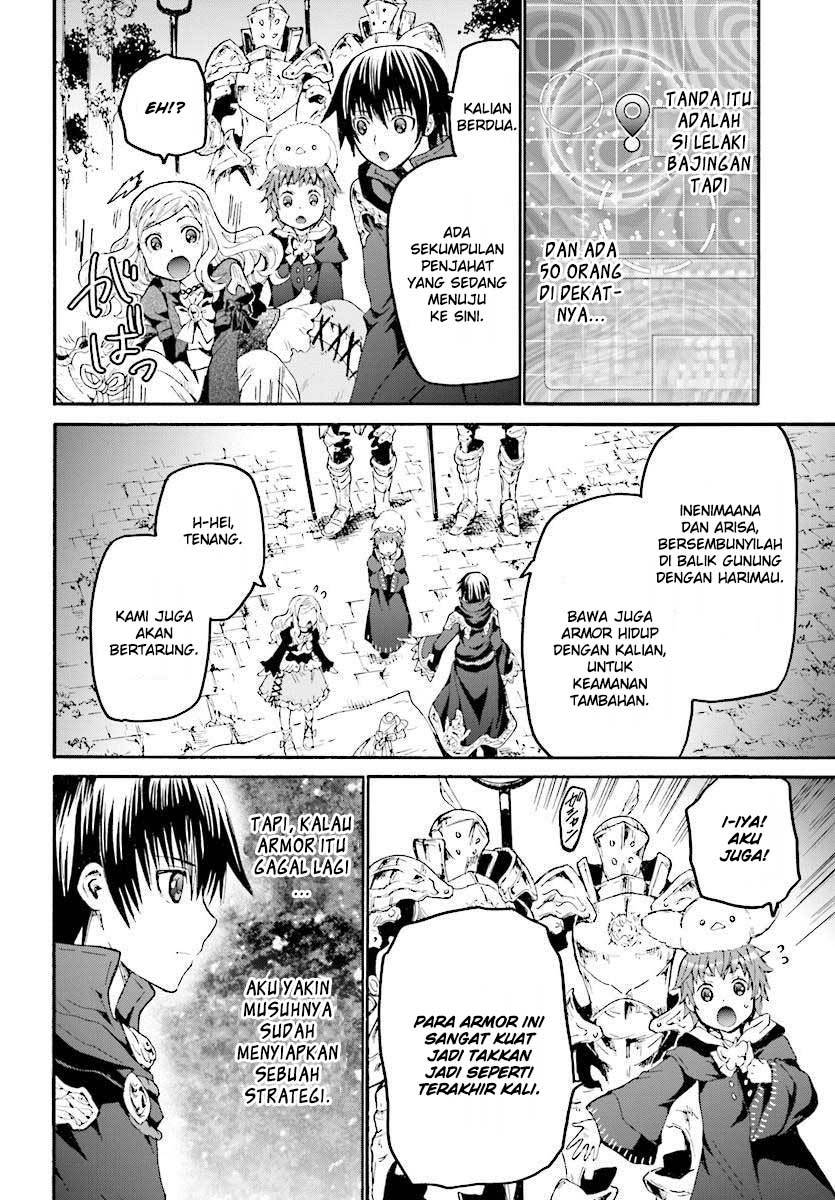 TANDA ITU
ADALAH
SI LELAKI
BAJINGAN
TADI
DAN ADA
50 ORANG
DI DEKAT-
NYA...
KALIAN
BERDUA.
ADA
SEKUMPULAN
PENJAHAT
YANG SEDANG
MENUJU
KE SINI.
EH!?
がばっ
INENIMAANA
DAN ARISA,
BERSEMBUNYILAH
DI BALIK GUNUNG
DENGAN HARIMAU.
BAWA JUGA
ARMOR HIDUP
DENGAN KALIAN,
UNTUK
KEAMANAN
TAMBAHAN.
H-HEI,
TENANG.
KAMI JUGA
AKAN
BERTARUNG.
I-IYA!
AKU
JUGA!
PARA ARMOR INI
SANGAT KUAT
JADI TAKKAN
JADI SEPERTI
TERAKHIR KALI.
TAPI, KALAU
ARMOR ITU
GAGAL LAGI
...
AKU YAKIN
MUSUHNYA
SUDAH
MENYIAPKAN
SEBUAH
STRATEGI.